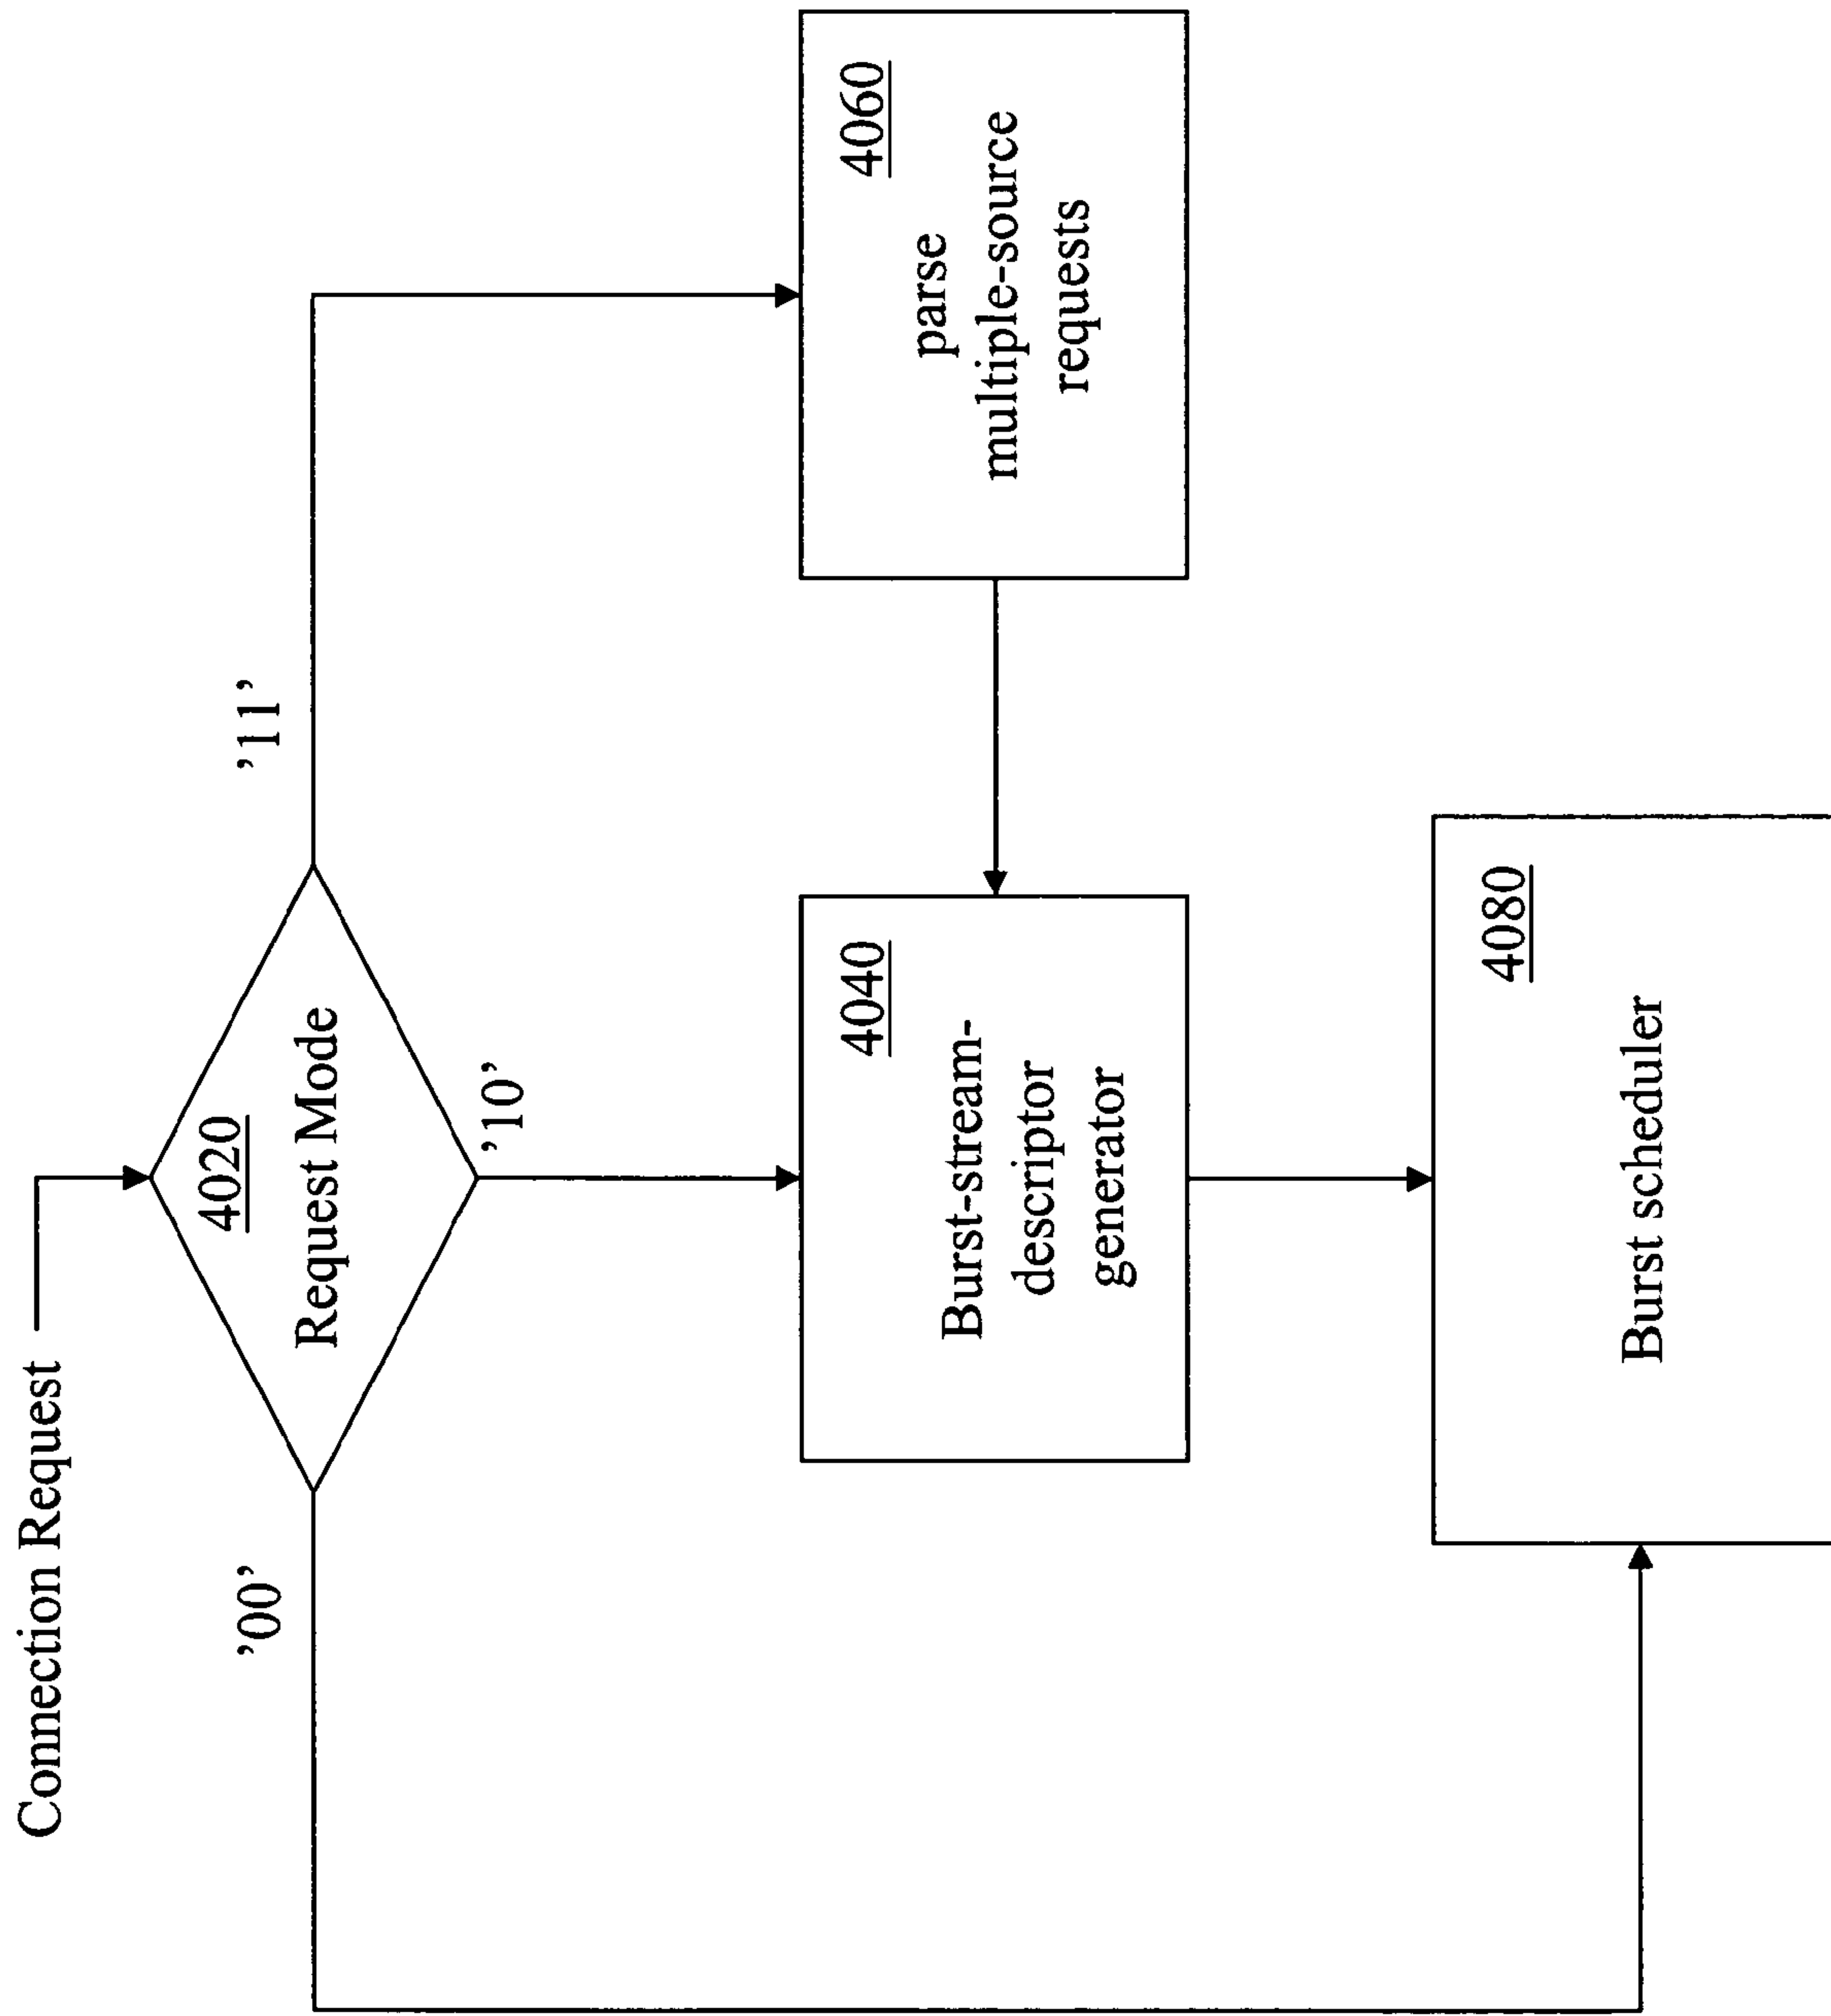 Connection Request
4020
Request Mode
’00’
’10’
’11’
4040
Burst-stream-
descriptor
generator
4060
parse
multiple-source
requests
4080
Burst scheduler